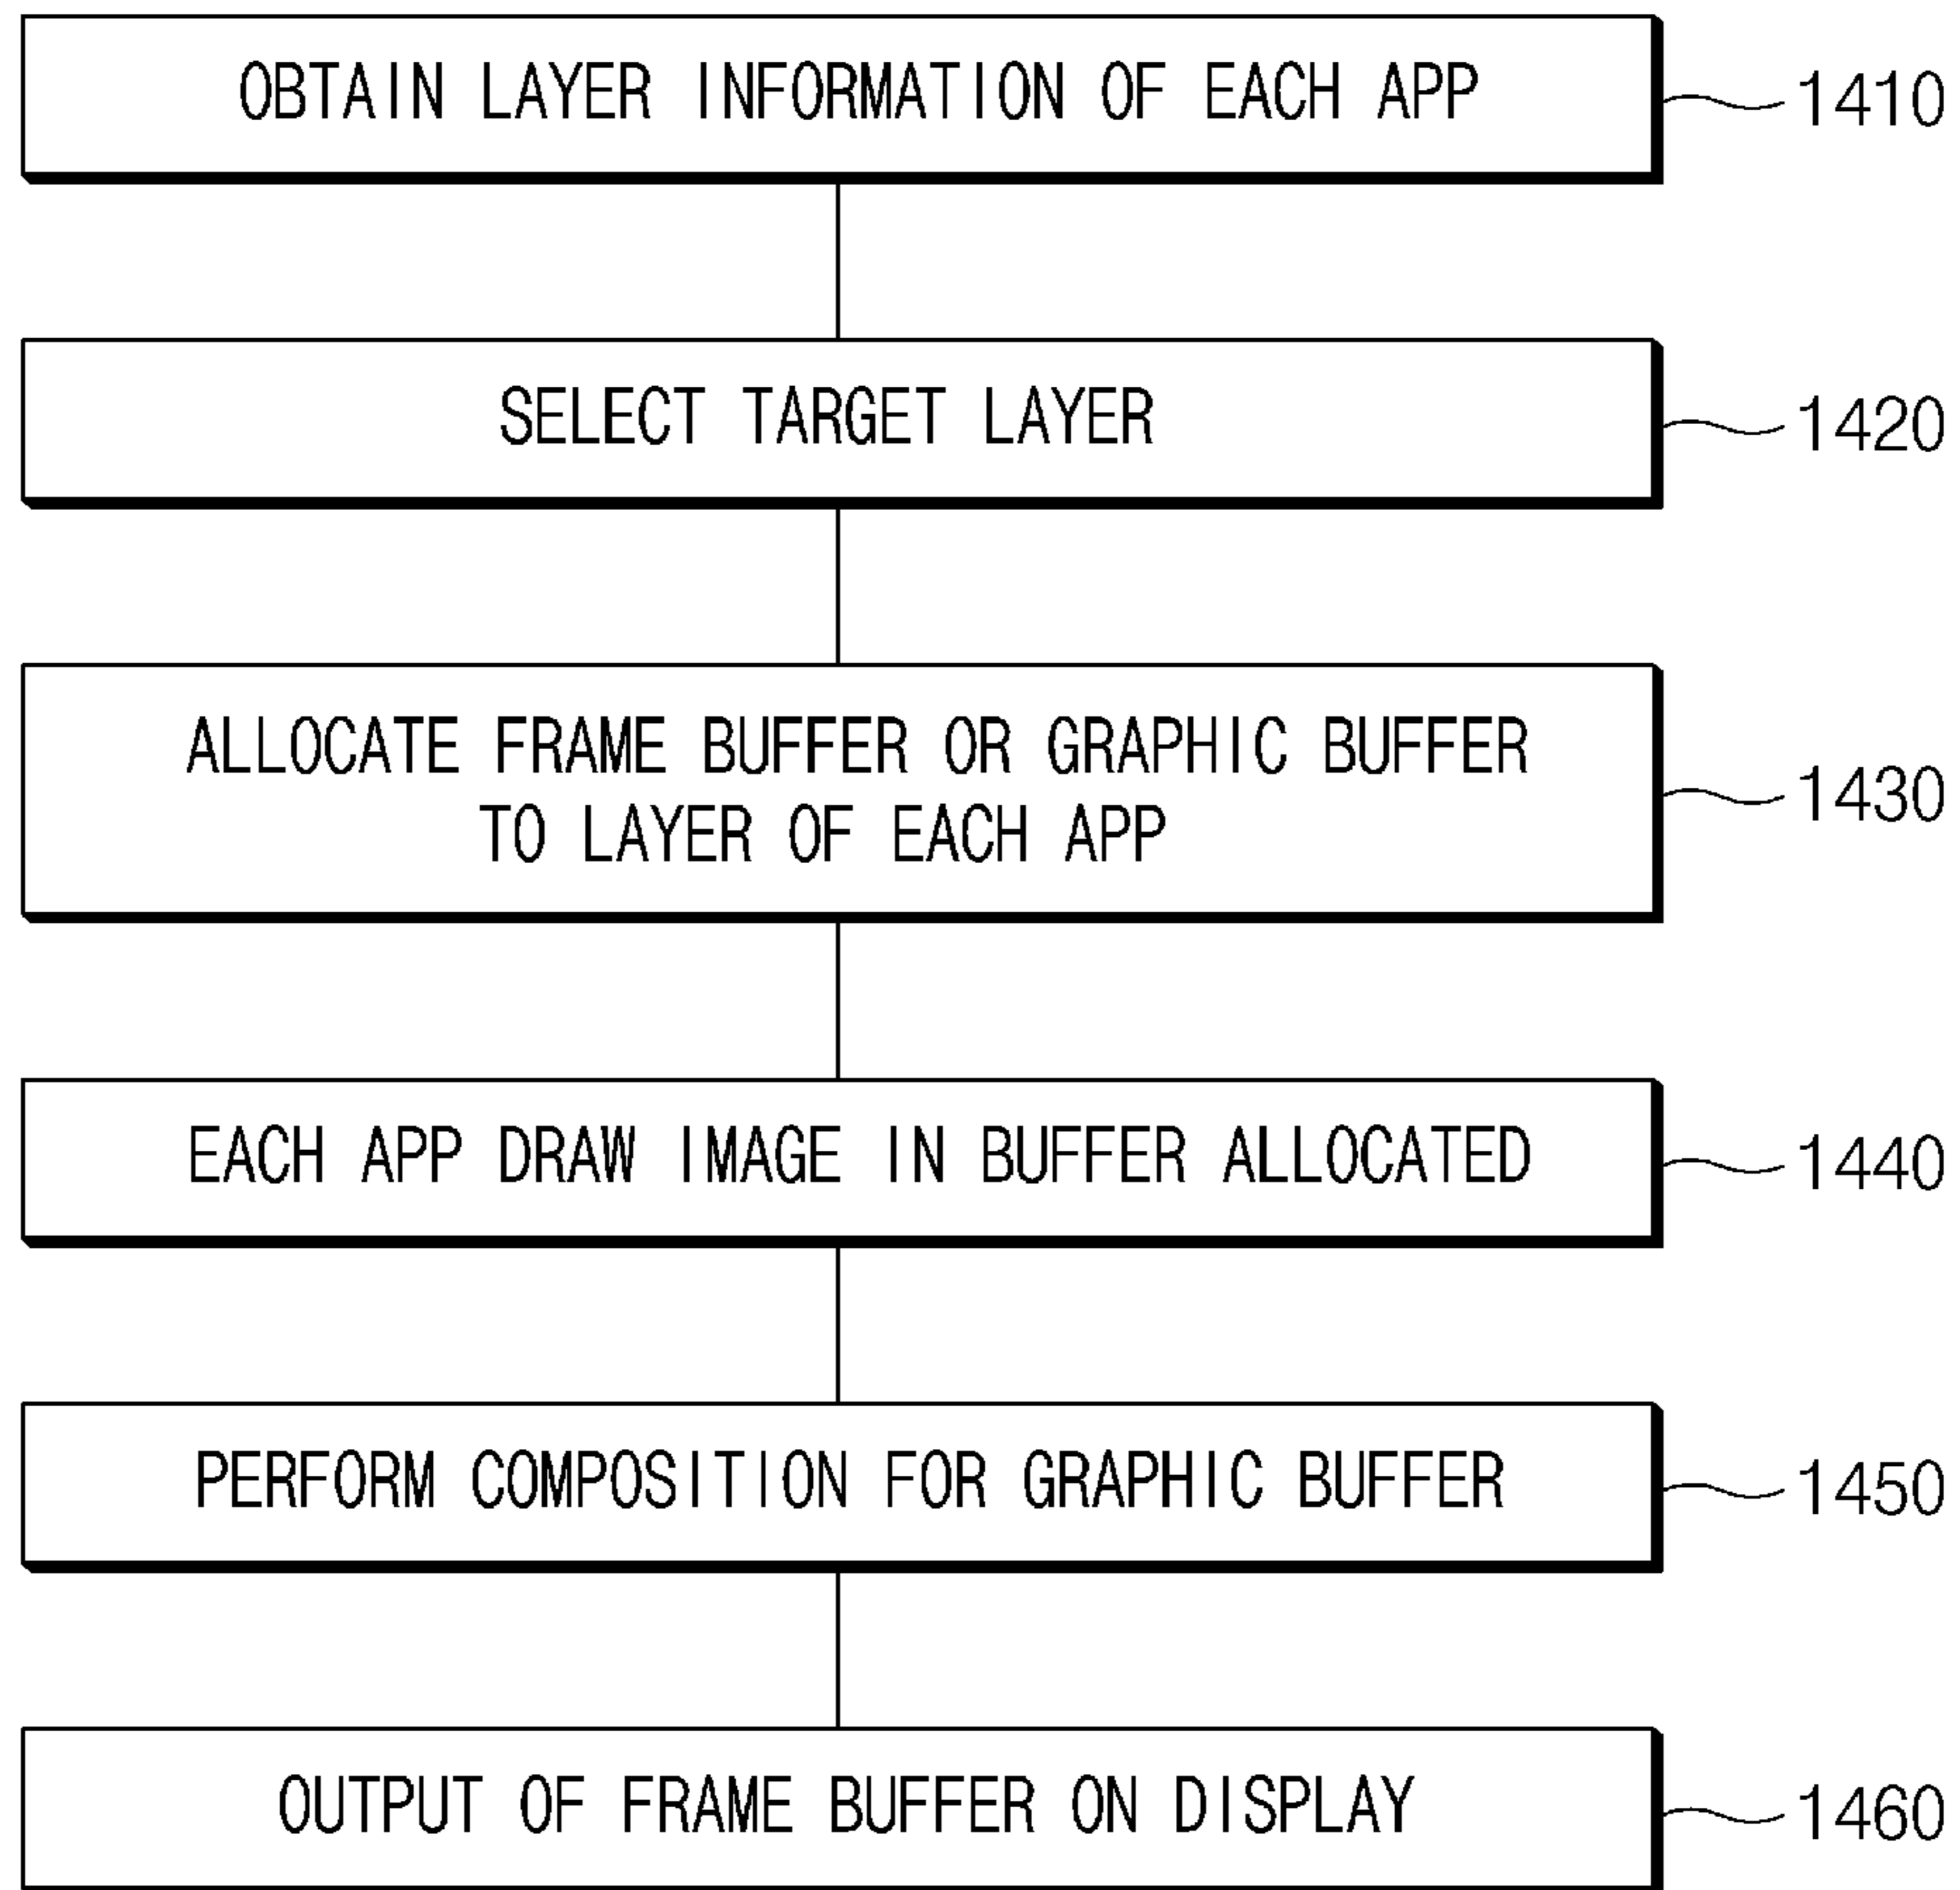 OBTAIN LAYER INFORMATION OF EACH APP
1410
SELECT TARGET LAYER
1420
ALLOCATE FRAME BUFFER OR GRAPHIC BUFFER
TO LAYER OF EACH APP
1430
EACH APP DRAW IMAGE IN BUFFER ALLOCATED
1440
PERFORM COMPOSITION FOR GRAPHIC BUFFER
1450
OUTPUT OF FRAME BUFFER ON DISPLAY
1460